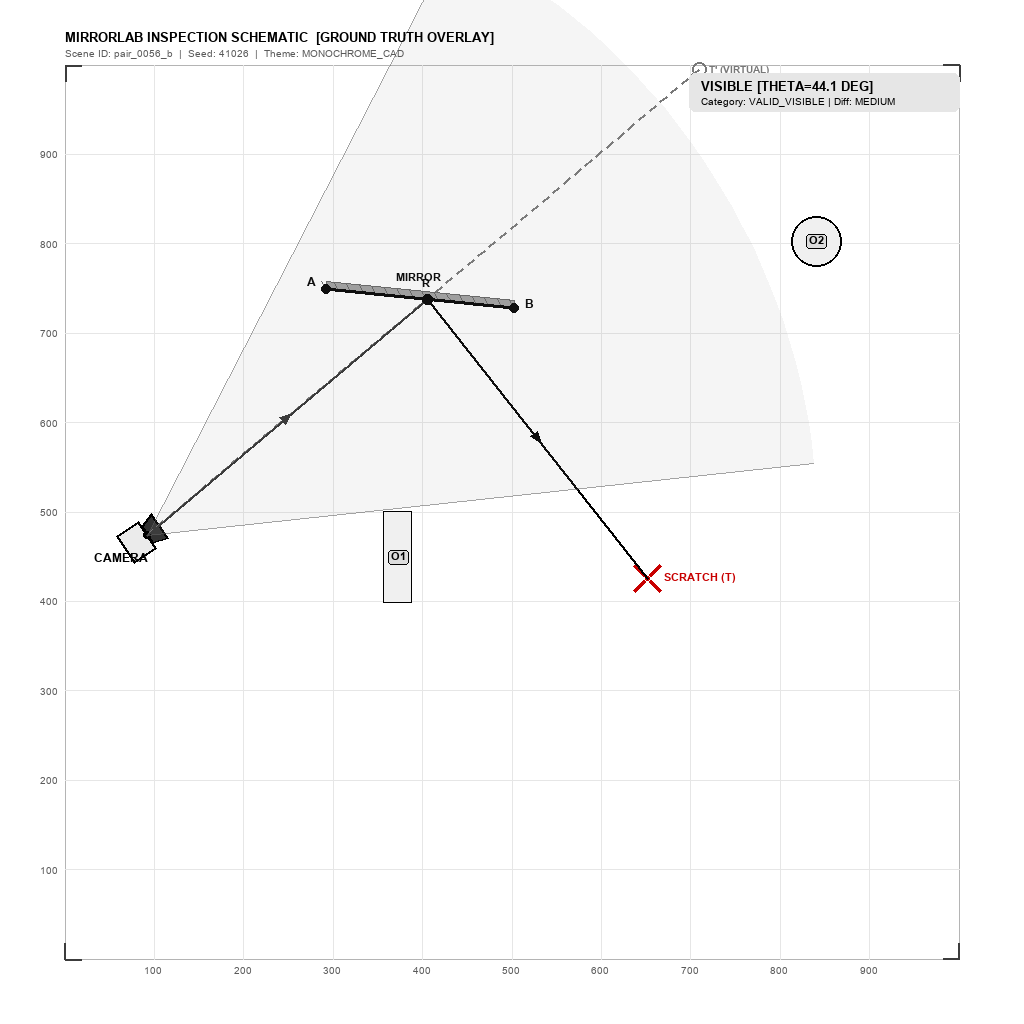 MIRRORLAB INSPECTION SCHEMATIC  [GROUND TRUTH OVERLAY]
Scene ID: pair_0056_b  |  Seed: 41026  |  Theme: MONOCHROME_CAD
T' (VIRTUAL)
VISIBLE [THETA=44.1 DEG]
Category: VALID_VISIBLE | Diff: MEDIUM
900
800
O2
MIRROR
A
R
B
700
600
500
CAMERA
O1
SCRATCH (T)
400
300
200
100
100 200 300 400 500 600 700 800 900